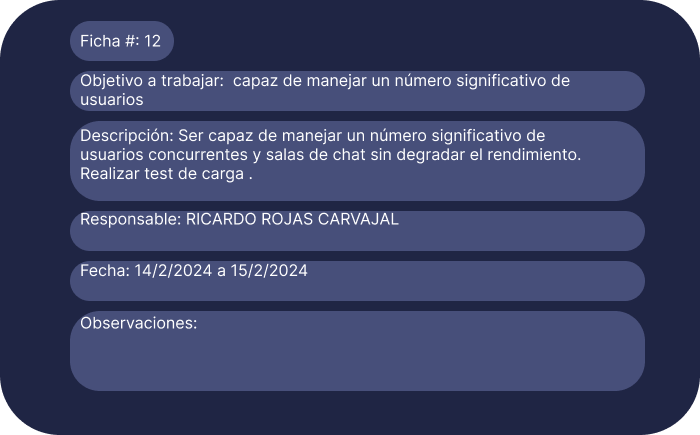 Ficha #: 12
Objetivo a trabajar:  capaz de manejar un número significativo de
usuarios
Descripción: Ser capaz de manejar un número significativo de
usuarios concurrentes y salas de chat sin degradar el rendimiento.
Realizar test de carga .
Responsable: RICARDO ROJAS CARVAJAL
Fecha: 14/2/2024 a 15/2/2024
Observaciones: